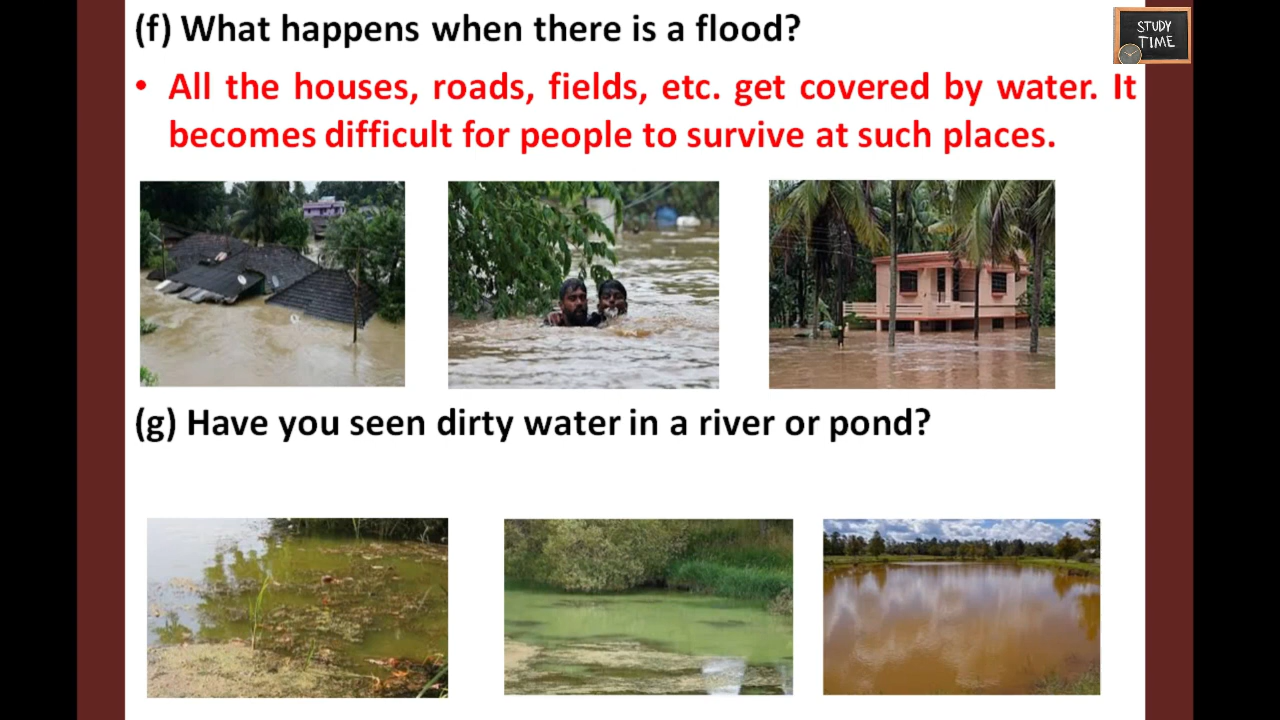 (f) What happens when there is a flood?
STUDY
TIME
• All the houses, roads, fields, etc. get covered by water. It
becomes difficult for people to survive at such places.
(g) Have you seen dirty water in a river or pond?